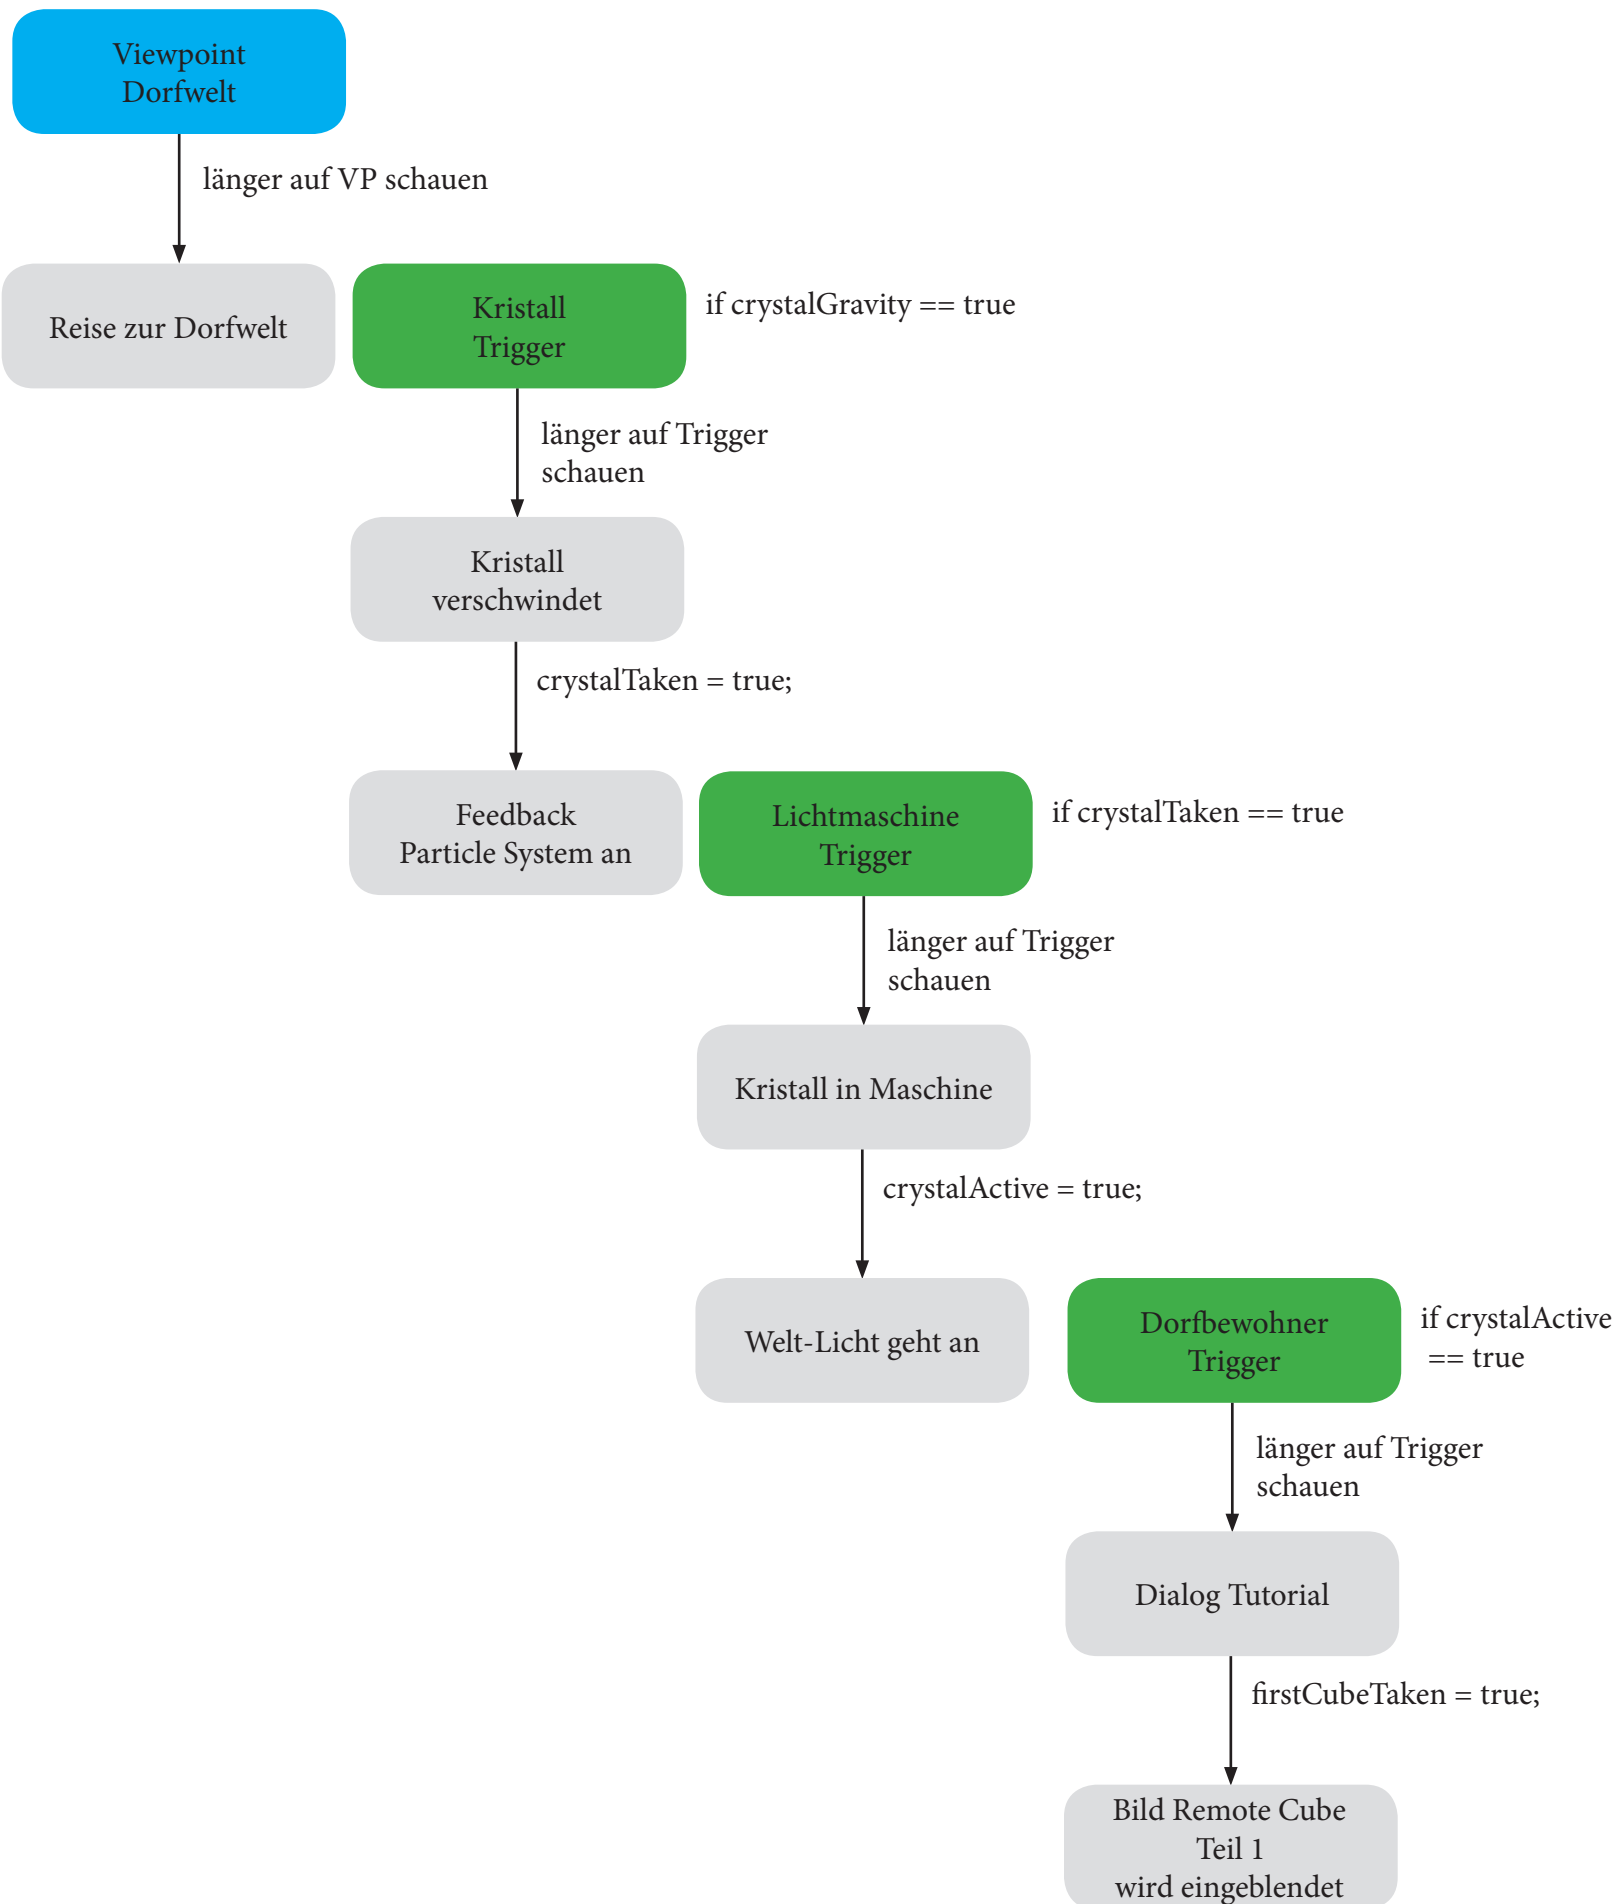 Viewpoint
Dorfwelt
länger auf VP schauen
Reise zur Dorfwelt
Kristall
Trigger
if crystalGravity == true
länger auf Trigger
schauen
Kristall
verschwindet
crystalTaken = true;
Feedback
Particle System an
Lichtmaschine
Trigger
if crystalTaken == true
länger auf Trigger
schauen
Kristall in Maschine
crystalActive = true;
Welt-Licht geht an
Dorfbewohner
Trigger
if crystalActive
== true
länger auf Trigger
schauen
Dialog Tutorial
firstCubeTaken = true;
Bild Remote Cube
Teil 1
wird eingeblendet